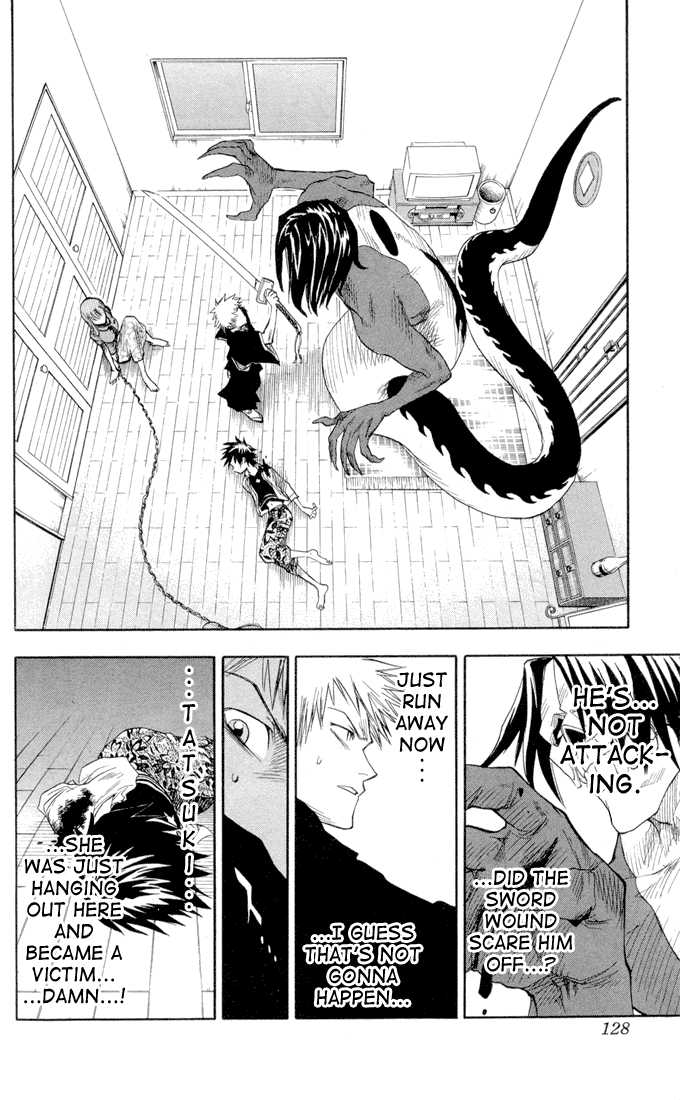 HE'S...
NOT
ATTACK-
ING.
...DID THE
SWORD
WOUND
SCARE HIM
OFF...?
JUST
RUN
AWAY
NOW
...
...I GUESS
THAT'S NOT
GONNA
HAPPEN...
...TATSUKI...
...SHE
WAS JUST
HANGING
OUT HERE
AND
BECAME A
VICTIM...
...DAMN...!
128